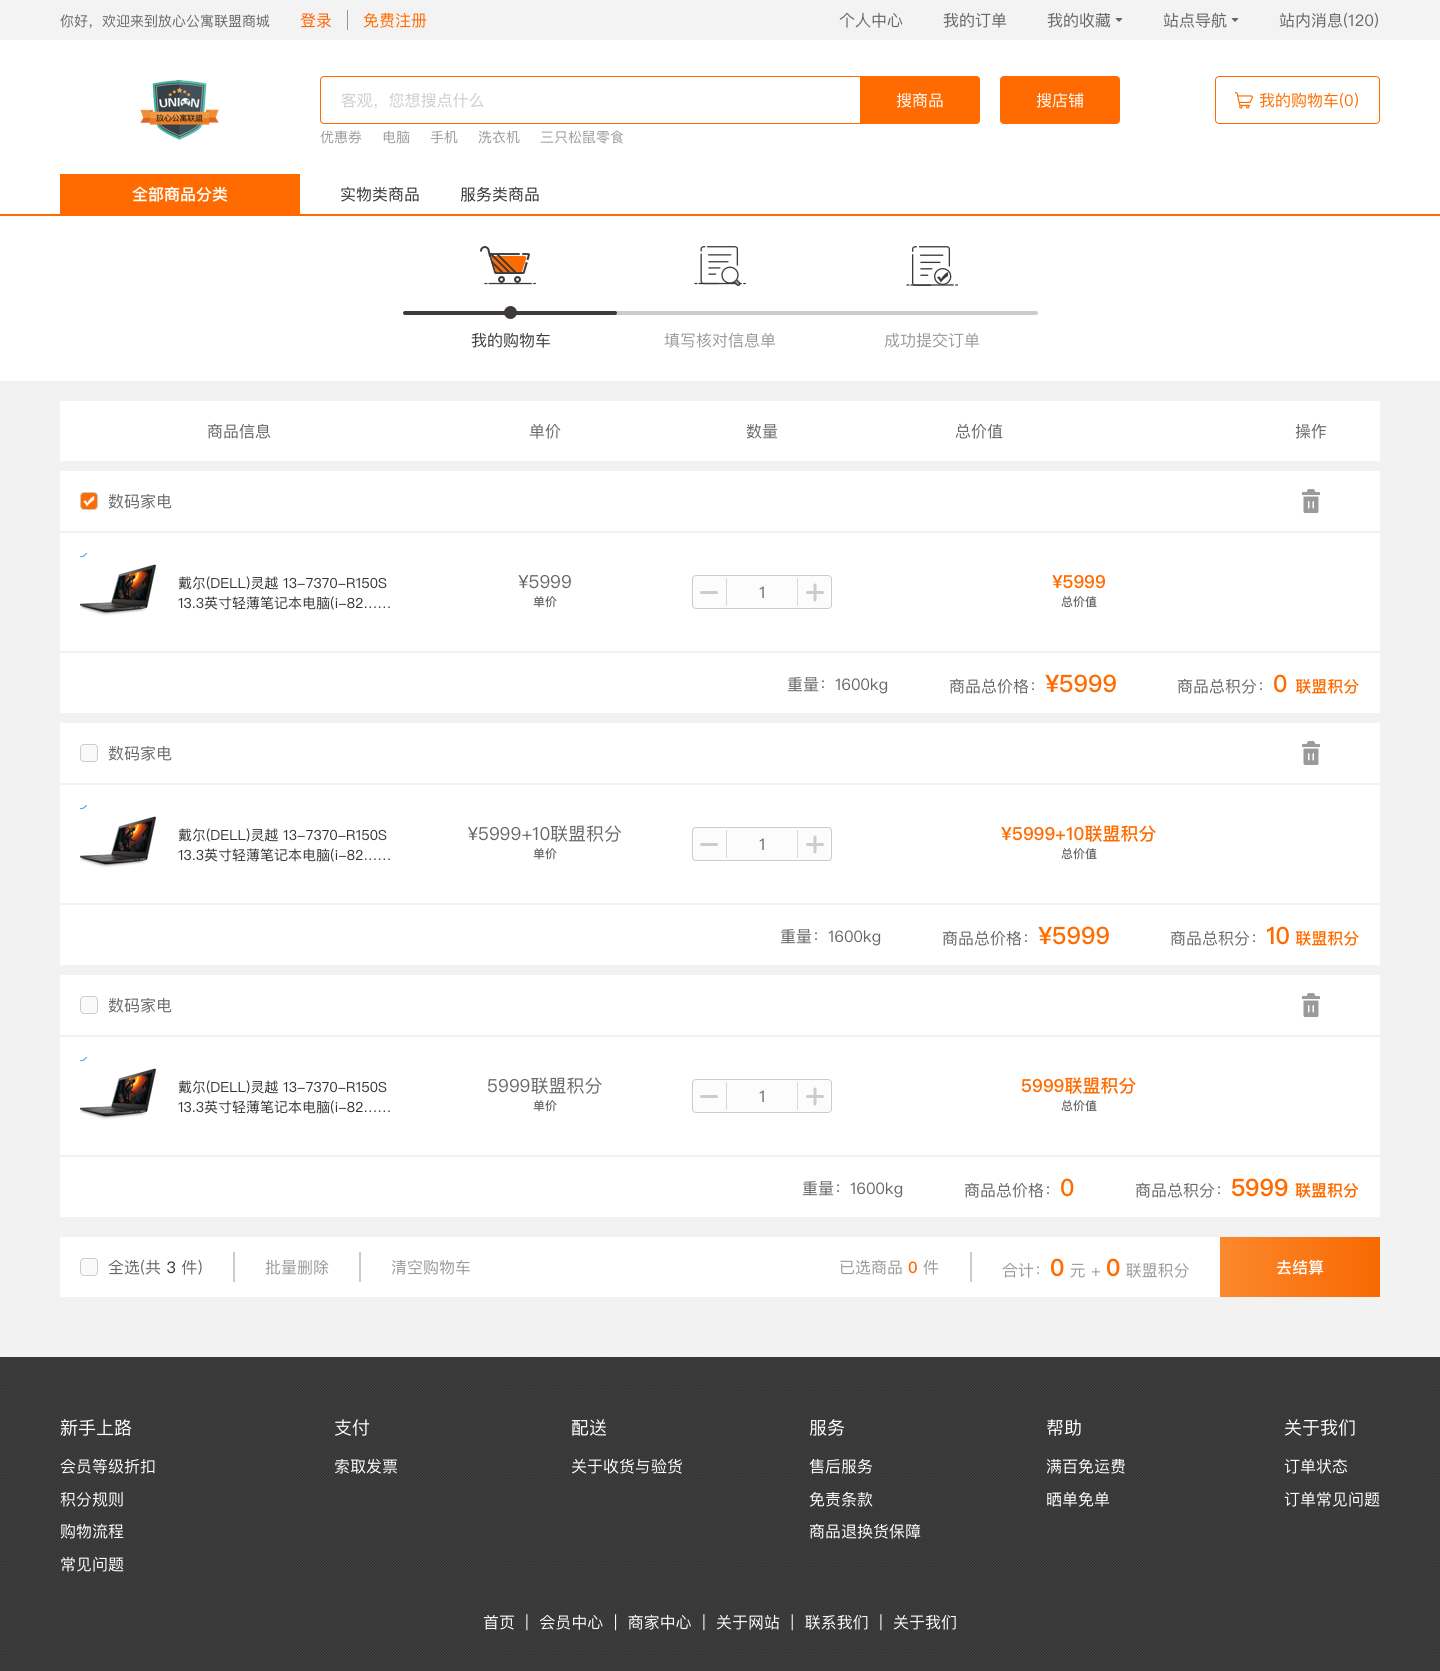 你好，欢迎来到放心公寓联盟商城 登录 免费注册 个人中心 我的订单 我的收藏 站点导航 站内消息(120)
UNION
放心公寓联盟
客观，您想搜点什么 搜商品 搜店铺 我的购物车(0)
优惠券 电脑 手机 洗衣机 三只松鼠零食
全部商品分类 实物类商品 服务类商品
我的购物车 填写核对信息单 成功提交订单
商品信息 单价 数量 总价值 操作
数码家电
戴尔(DELL)灵越 13-7370-R150S
13.3英寸轻薄笔记本电脑(i-82……
¥5999
单价
1
¥5999
总价值
重量：1600kg 商品总价格：¥5999 商品总积分：0 联盟积分
数码家电
戴尔(DELL)灵越 13-7370-R150S
13.3英寸轻薄笔记本电脑(i-82……
¥5999+10联盟积分
单价
1
¥5999+10联盟积分
总价值
重量：1600kg 商品总价格：¥5999 商品总积分：10 联盟积分
数码家电
戴尔(DELL)灵越 13-7370-R150S
13.3英寸轻薄笔记本电脑(i-82……
5999联盟积分
单价
1
5999联盟积分
总价值
重量：1600kg 商品总价格：0 商品总积分：5999 联盟积分
全选(共 3 件) 批量删除 清空购物车 已选商品 0 件 合计：0 元 + 0 联盟积分 去结算
新手上路 支付 配送 服务 帮助 关于我们
会员等级折扣 索取发票 关于收货与验货 售后服务 满百免运费 订单状态
积分规则 免责条款 晒单免单 订单常见问题
购物流程 商品退换货保障
常见问题
首页 | 会员中心 | 商家中心 | 关于网站 | 联系我们 | 关于我们